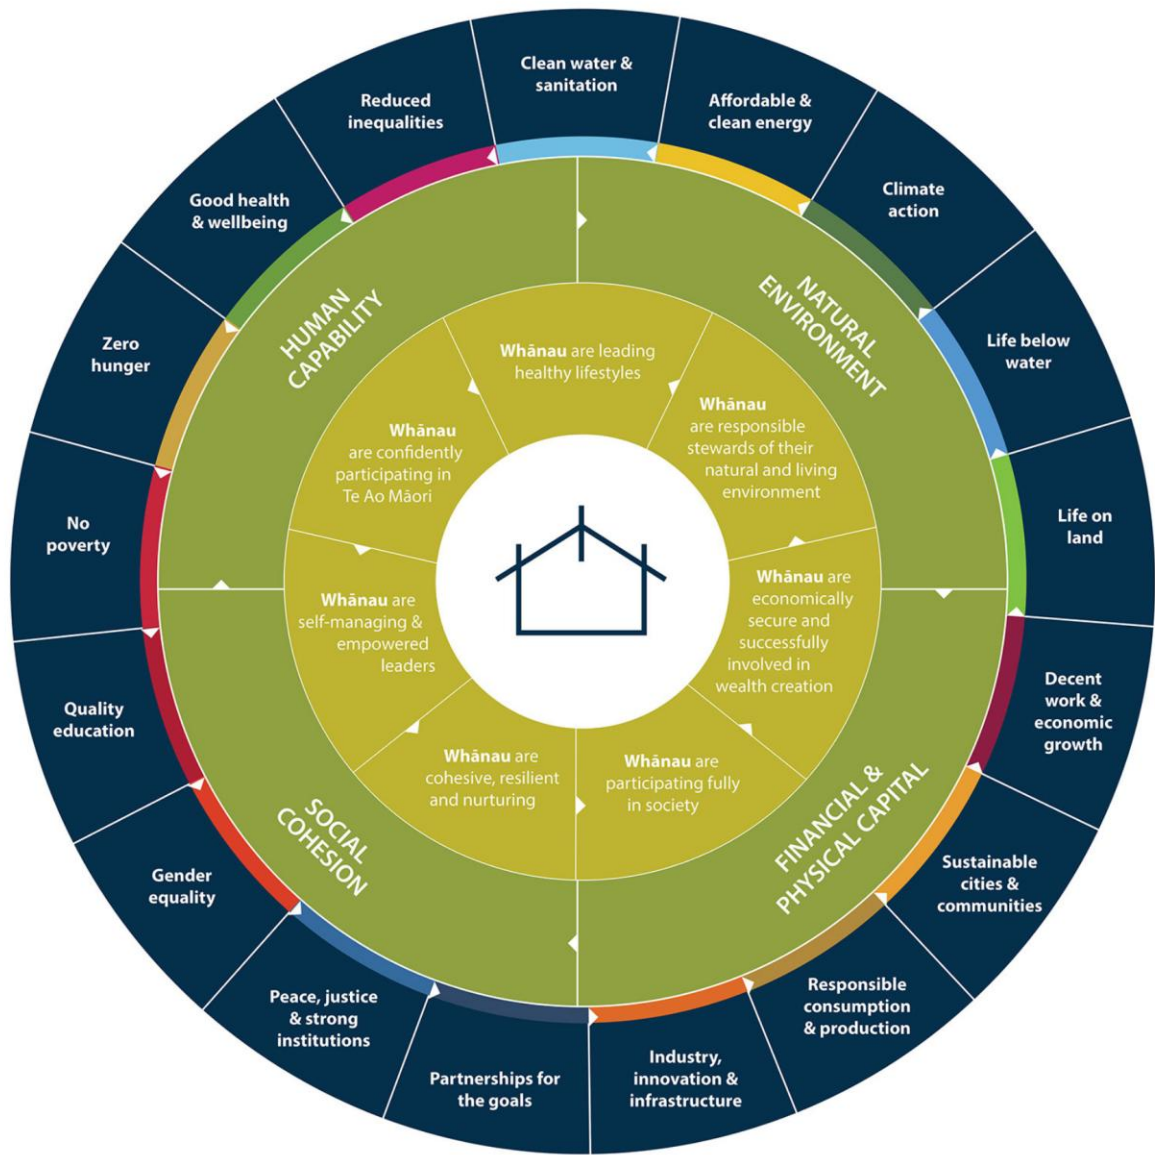 Clean water &
sanitation
Affordable &
clean energy
Climate
action
Life below
water
Life on
land
Decent
work &
economic
growth
Sustainable
cities &
communities
Responsible
consumption
& production
Industry,
innovation &
infrastructure
Partnerships for
the goals
Peace, justice
& strong
institutions
Gender
equality
Quality
education
No
poverty
Zero
hunger
Good health
& wellbeing
Reduced
inequalities
HUMAN
CAPABILITY
NATURAL
ENVIRONMENT
FINANCIAL &
PHYSICAL CAPITAL
SOCIAL
COHESION
Whānau are leading
healthy lifestyles
Whānau
are responsible
stewards of their
natural and living
environment
Whānau are
economically
secure and
successfully
involved in
wealth creation
Whānau are
participating fully
in society
Whānau are
cohesive, resilient
and nurturing
Whānau are
self-managing &
empowered
leaders
Whānau
are confidently
participating in
Te Ao Māori